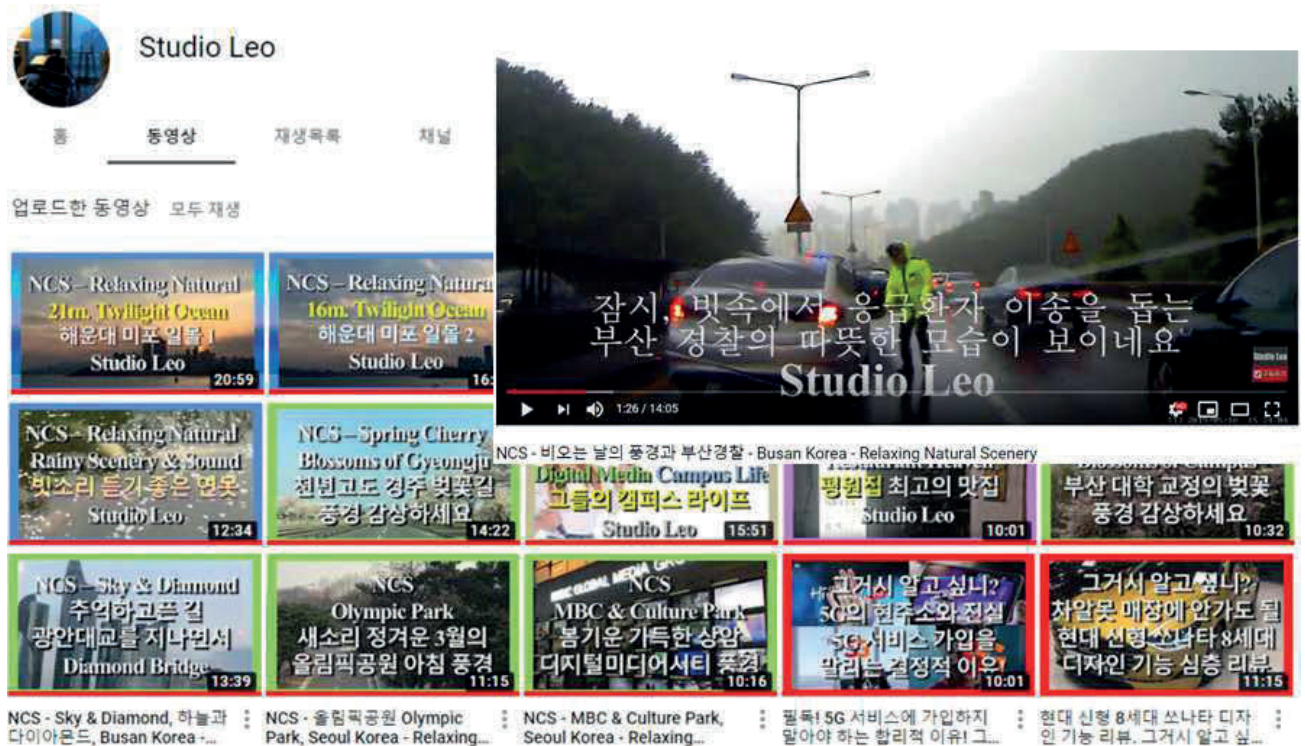 Studio Leo
홈 동영상 재생목록 채널
업로드한 동영상 모두 재생
NCS – Relaxing Natural
21m. Twilight Ocean
해운대 미포 일몰 1
Studio Leo
20:59
NCS – Relaxing Natural
16m. Twilight Ocean
해운대 미포 일몰 2
Studio Leo
16:
잠시, 빗속에서 응급환자 이송을 돕는
부산 경찰의 따뜻한 모습이 보이네요
Studio Leo
Studio Leo
1:26 / 14:05
NCS - 비오는 날의 풍경과 부산경찰 - Busan Korea - Relaxing Natural Scenery
NCS – Relaxing Natural
Rainy Scenery & Sound
빗소리 듣기 좋은 연못
Studio Leo
12:34
NCS – Spring Cherry
Blossoms of Gyeongju
천년고도 경주 벚꽃길
풍경 감상하세요
14:22
Digital Media Campus Life
그들의 캠퍼스 라이프
Studio Leo
15:51
평원집 최고의 맛집
Studio Leo
10:01
Blossoms of Campus
부산 대학 교정의 벚꽃
풍경 감상하세요
10:32
NCS – Sky & Diamond
추억하고픈 길
광안대교를 지나면서
Diamond Bridge
13:39
NCS
Olympic Park
새소리 정겨운 3월의
올림픽공원 아침 풍경
11:15
NCS
MBC & Culture Park
봄기운 가득한 상암
디지털미디어서티 풍경
10:16
그거시 알고 싶니?
5G의 현주소와 진실
5G 서비스 가입을
말리는 결정적 이유!
10:01
그거시 알고 싶니?
차알못 매장에 안가도 될
현대 신형 쏘나타 8세대
디자인 기능 심층 리뷰
11:15
NCS - Sky & Diamond, 하늘과
다이아몬드, Busan Korea -...
NCS - 올림픽공원 Olympic
Park, Seoul Korea - Relaxing...
NCS - MBC & Culture Park,
Seoul Korea - Relaxing...
필독! 5G 서비스에 가입하지
말아야 하는 합리적 이유! 그...
현대 신형 8세대 쏘나타 디자
인 기능 리뷰. 그거시 알고 싶...